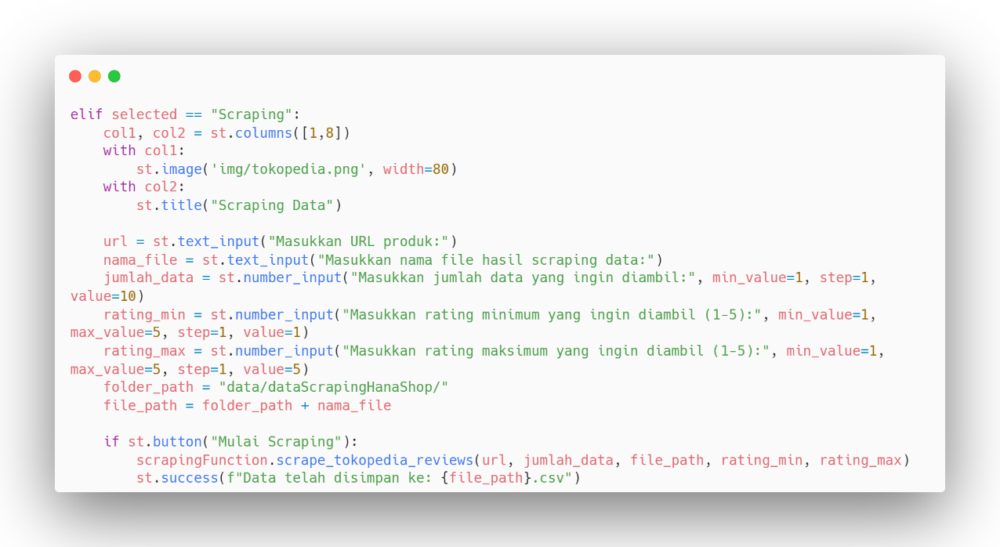 elif selected == "Scraping":
    col1, col2 = st.columns([1,8])
    with col1:
        st.image('img/tokopedia.png', width=80)
    with col2:
        st.title("Scraping Data")

    url = st.text_input("Masukkan URL produk:")
    nama_file = st.text_input("Masukkan nama file hasil scraping data:")
    jumlah_data = st.number_input("Masukkan jumlah data yang ingin diambil:", min_value=1, step=1,
value=10)
    rating_min = st.number_input("Masukkan rating minimum yang ingin diambil (1-5):", min_value=1,
max_value=5, step=1, value=1)
    rating_max = st.number_input("Masukkan rating maksimum yang ingin diambil (1-5):", min_value=1,
max_value=5, step=1, value=5)
    folder_path = "data/dataScrapingHanaShop/"
    file_path = folder_path + nama_file

    if st.button("Mulai Scraping"):
        scrapingFunction.scrape_tokopedia_reviews(url, jumlah_data, file_path, rating_min, rating_max)
        st.success(f"Data telah disimpan ke: {file_path}.csv")